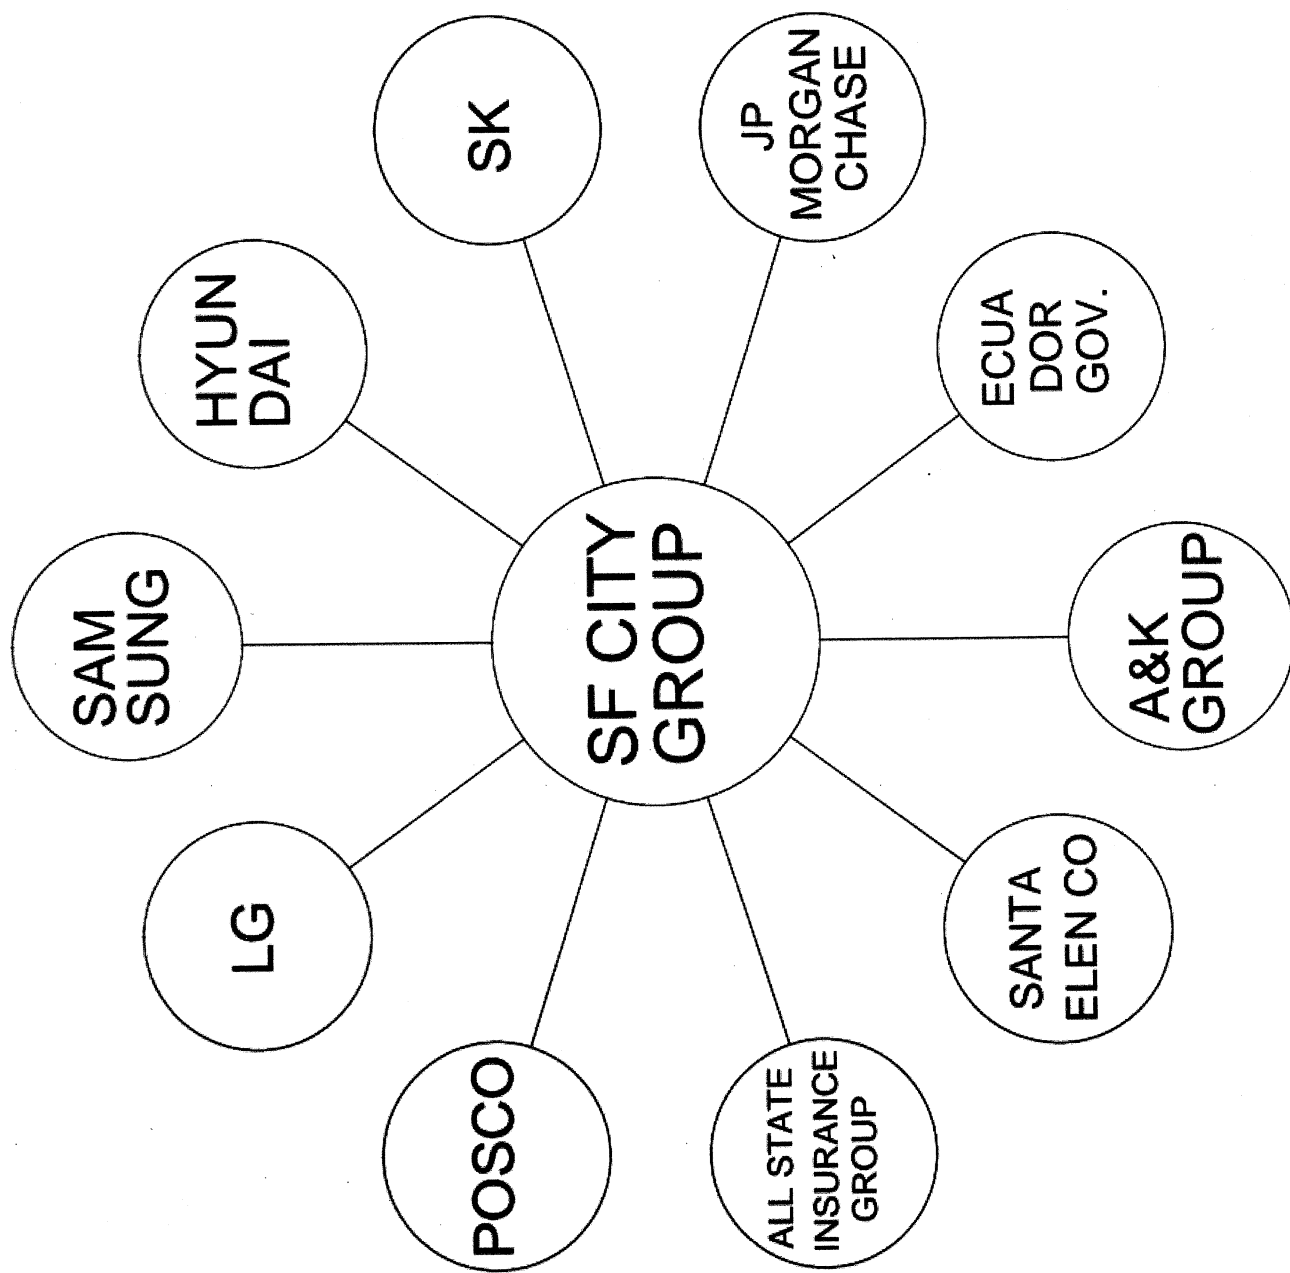 SAM
SUNG
LG
HYUN
DAI
POSCO
SK
SF CITY
GROUP
ALL STATE
INSURANCE
GROUP
JP
MORGAN
CHASE
SANTA
ELEN CO
ECUA
DOR
GOV.
A&K
GROUP